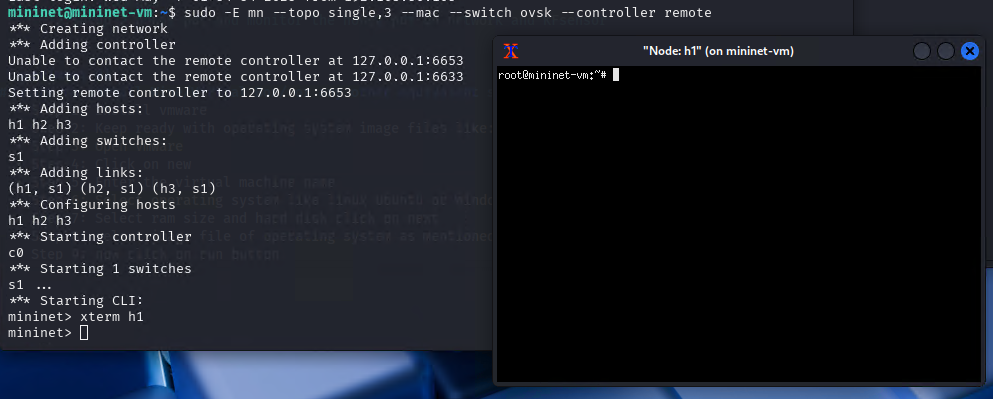 mininet@mininet-vm:~$ sudo -E mn --topo single,3 --mac --switch ovsk --controller remote
*** Creating network
*** Adding controller
Unable to contact the remote controller at 127.0.0.1:6653
Unable to contact the remote controller at 127.0.0.1:6633
Setting remote controller to 127.0.0.1:6653
*** Adding hosts:
h1 h2 h3
*** Adding switches:
s1
*** Adding links:
(h1, s1) (h2, s1) (h3, s1)
*** Configuring hosts
h1 h2 h3
*** Starting controller
c0
*** Starting 1 switches
s1 ...
*** Starting CLI:
mininet> xterm h1
mininet>
"Node: h1" (on mininet-vm)
root@mininet-vm:~#